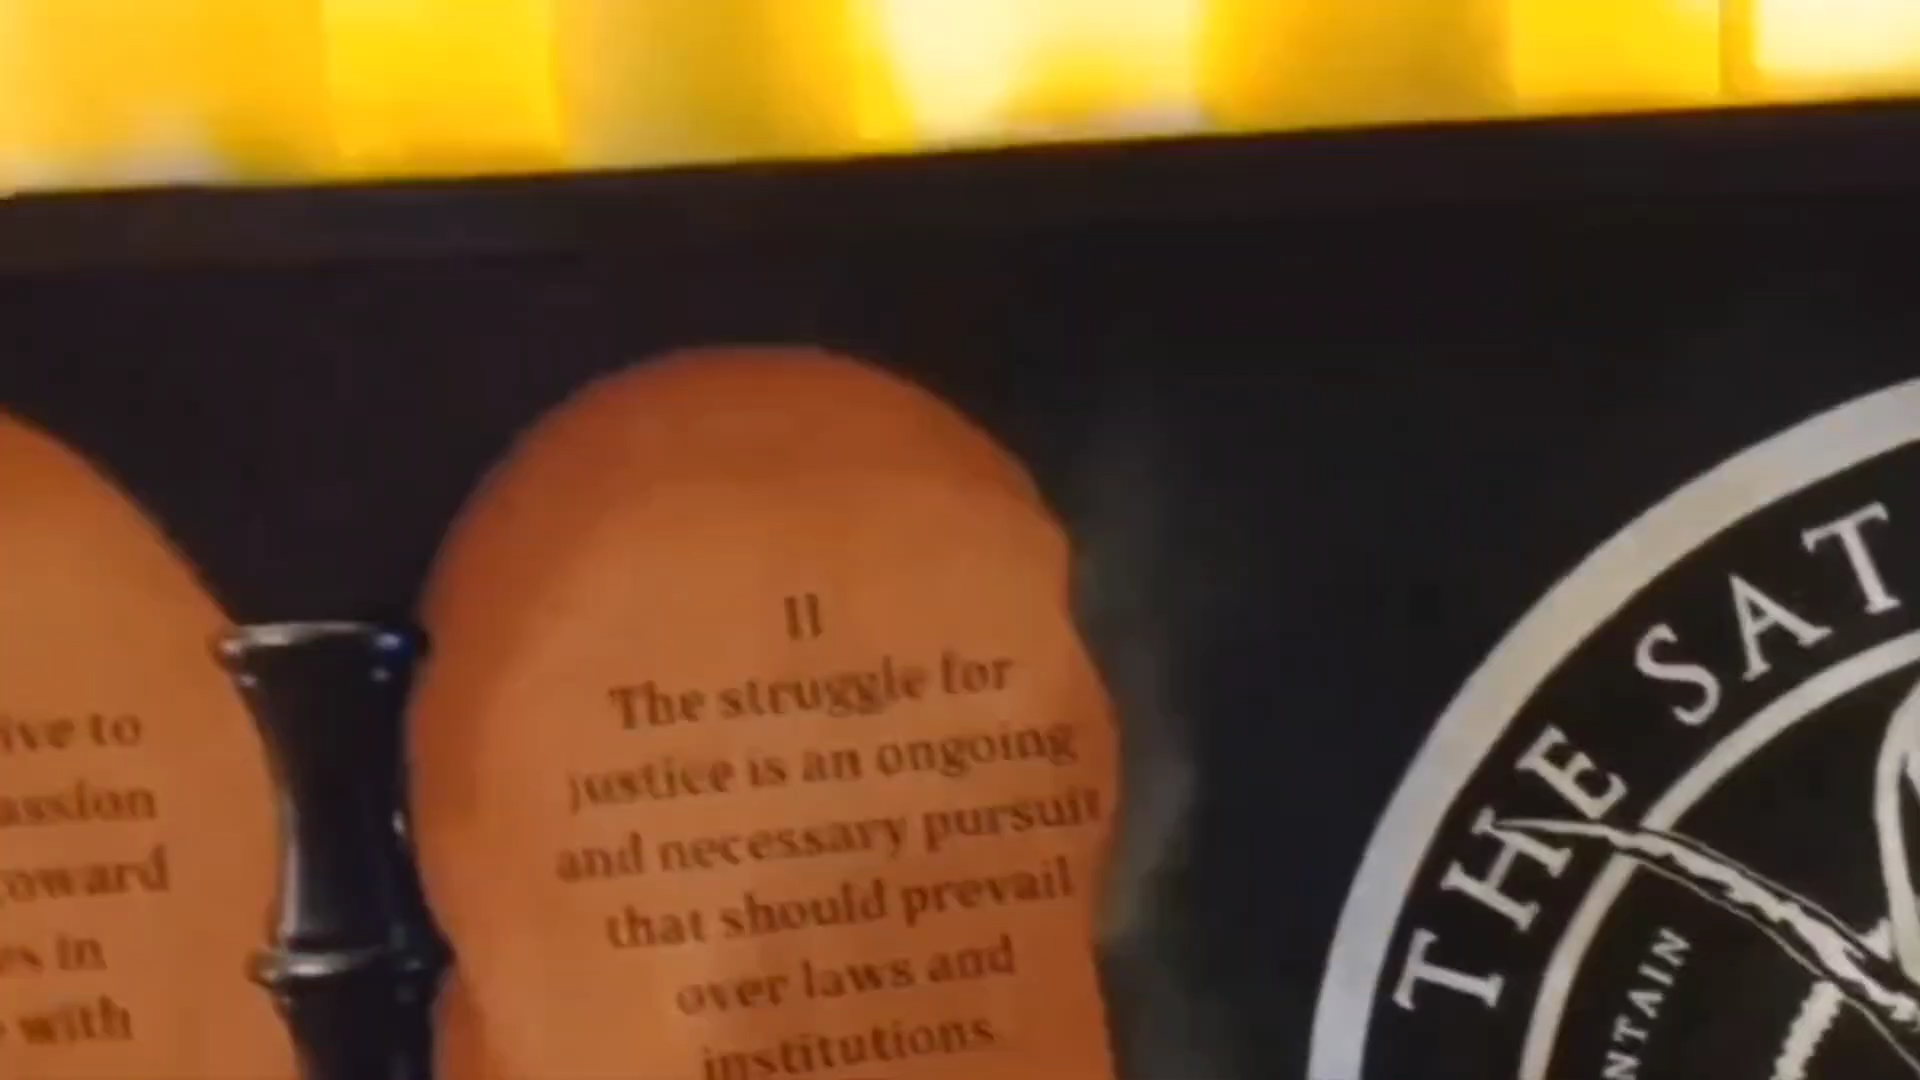 ive to
assion
toward
es in
with
II
The struggle for
justice is an ongoing
and necessary pursuit
that should prevail
over laws and
institutions.
THE SAT
NTAIN